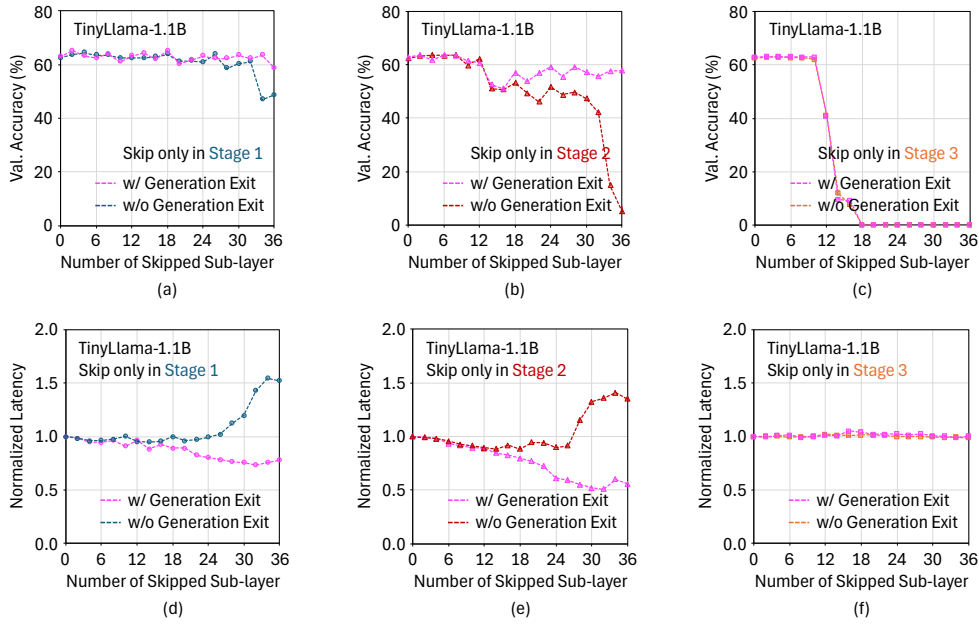 (a)
TinyLlama-1.1B
Val. Accuracy (%)
80
60
40
20
0
Skip only in Stage 1
w/ Generation Exit
w/o Generation Exit
0 6 12 18 24 30 36
Number of Skipped Sub-layer
(a)
(b)
TinyLlama-1.1B
Val. Accuracy (%)
80
60
40
20
0
Skip only in Stage 2
w/ Generation Exit
w/o Generation Exit
0 6 12 18 24 30 36
Number of Skipped Sub-layer
(b)
(c)
TinyLlama-1.1B
Val. Accuracy (%)
80
60
40
20
0
Skip only in Stage 3
w/ Generation Exit
w/o Generation Exit
0 6 12 18 24 30 36
Number of Skipped Sub-layer
(c)
TinyLlama-1.1B
Skip only in Stage 1
Normalized Latency
2.0
1.5
1.0
0.5
0.0
w/ Generation Exit
w/o Generation Exit
0 6 12 18 24 30 36
Number of Skipped Sub-layer
(d)
TinyLlama-1.1B
Skip only in Stage 2
Normalized Latency
2.0
1.5
1.0
0.5
0.0
w/ Generation Exit
w/o Generation Exit
0 6 12 18 24 30 36
Number of Skipped Sub-layer
(e)
TinyLlama-1.1B
Skip only in Stage 3
Normalized Latency
2.0
1.5
1.0
0.5
0.0
w/ Generation Exit
w/o Generation Exit
0 6 12 18 24 30 36
Number of Skipped Sub-layer
(f)